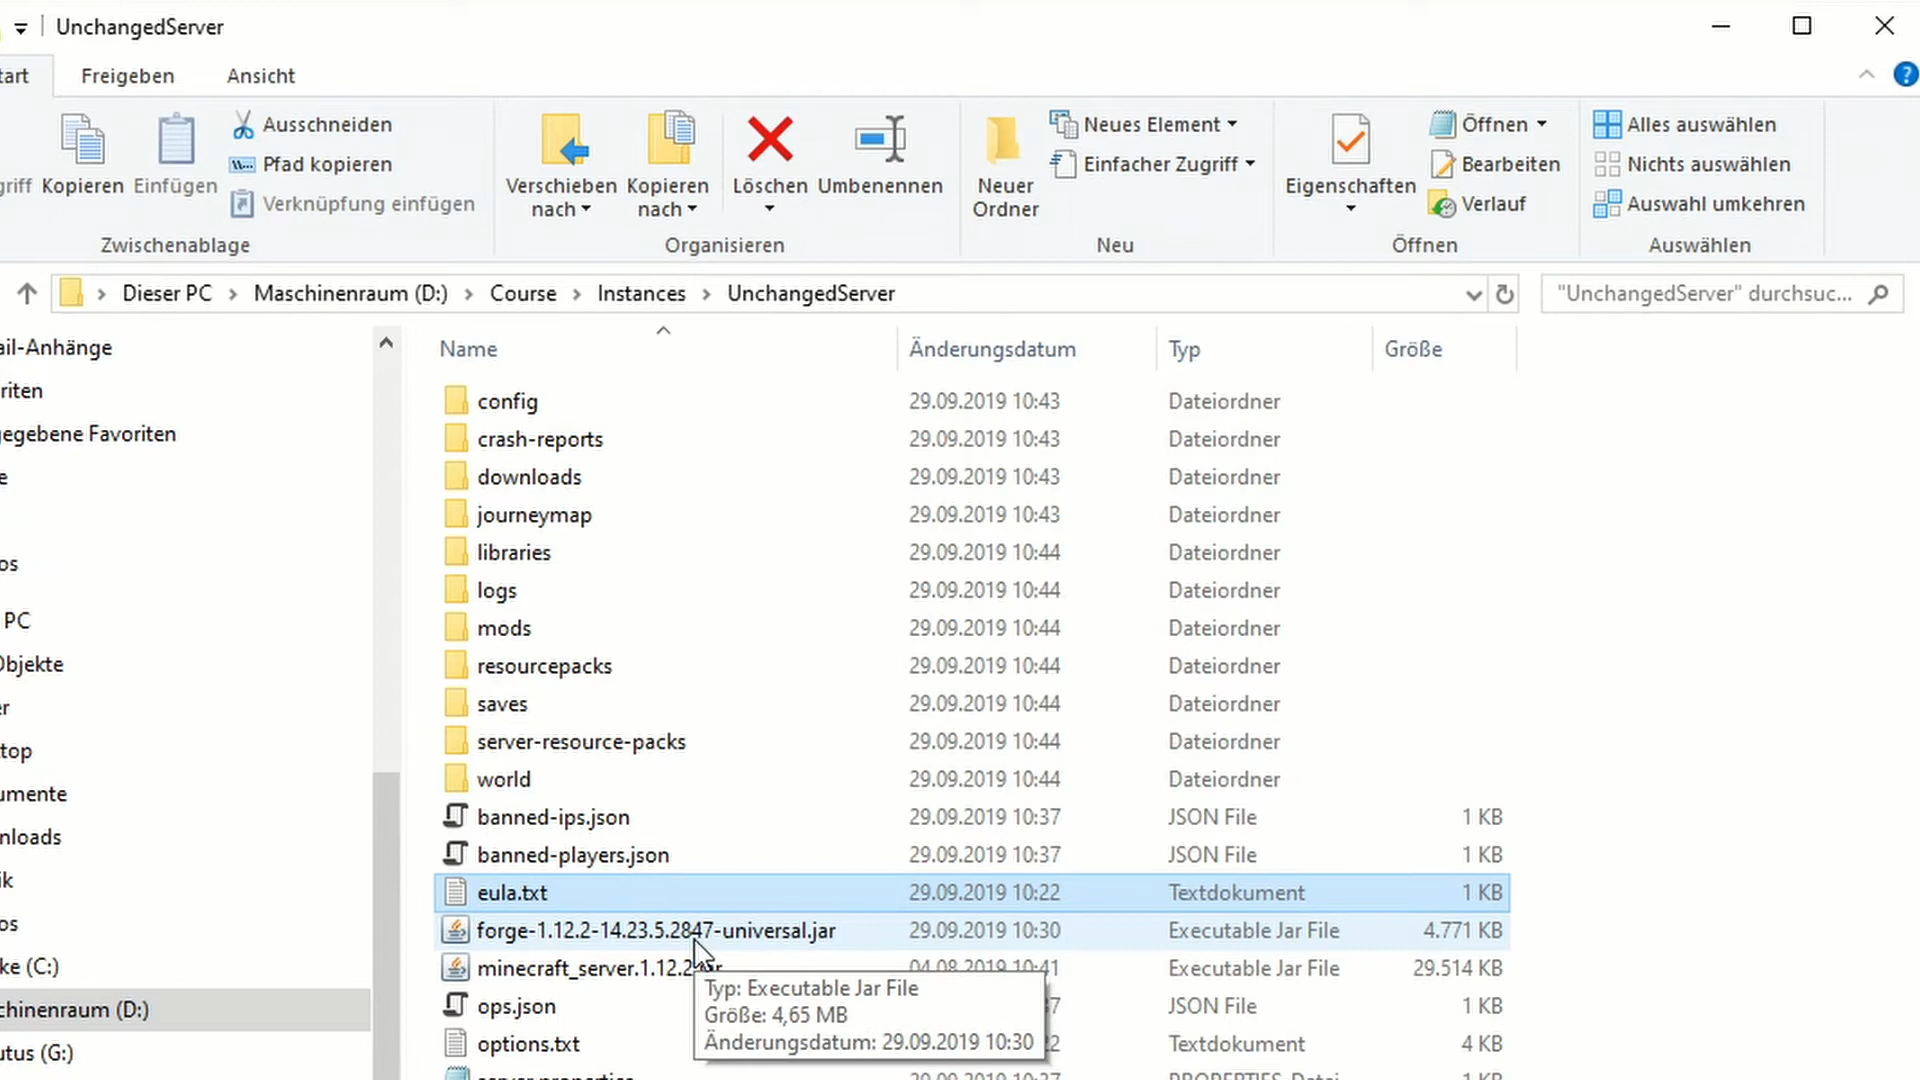 UnchangedServer
tart Freigeben Ansicht
Ausschneiden
Pfad kopieren
Verknüpfung einfügen
griff Kopieren Einfügen
Zwischenablage
Verschieben nach
Kopieren nach
Löschen
Umbenennen
Organisieren
Neuer Ordner
Neues Element
Einfacher Zugriff
Neu
Eigenschaften
Öffnen
Bearbeiten
Verlauf
Öffnen
Alles auswählen
Nichts auswählen
Auswahl umkehren
Auswählen
Dieser PC > Maschinenraum (D:) > Course > Instances > UnchangedServer
"UnchangedServer" durchsuc...
ail-Anhänge
riten
gegebene Favoriten
e
os
PC
Objekte
er
top
umente
nloads
ik
os
ke (C:)
chinenraum (D:)
utus (G:)
Name Änderungsdatum Typ Größe
config 29.09.2019 10:43 Dateiordner
crash-reports 29.09.2019 10:43 Dateiordner
downloads 29.09.2019 10:43 Dateiordner
journeymap 29.09.2019 10:43 Dateiordner
libraries 29.09.2019 10:44 Dateiordner
logs 29.09.2019 10:44 Dateiordner
mods 29.09.2019 10:44 Dateiordner
resourcepacks 29.09.2019 10:44 Dateiordner
saves 29.09.2019 10:44 Dateiordner
server-resource-packs 29.09.2019 10:44 Dateiordner
world 29.09.2019 10:44 Dateiordner
banned-ips.json 29.09.2019 10:37 JSON File 1 KB
banned-players.json 29.09.2019 10:37 JSON File 1 KB
eula.txt 29.09.2019 10:22 Textdokument 1 KB
forge-1.12.2-14.23.5.2847-universal.jar 29.09.2019 10:30 Executable Jar File 4.771 KB
minecraft_server.1.12.2 04.08.2019 10:41 Executable Jar File 29.514 KB
ops.json JSON File 1 KB
options.txt Textdokument 4 KB
Typ: Executable Jar File
Größe: 4,65 MB
Änderungsdatum: 29.09.2019 10:30